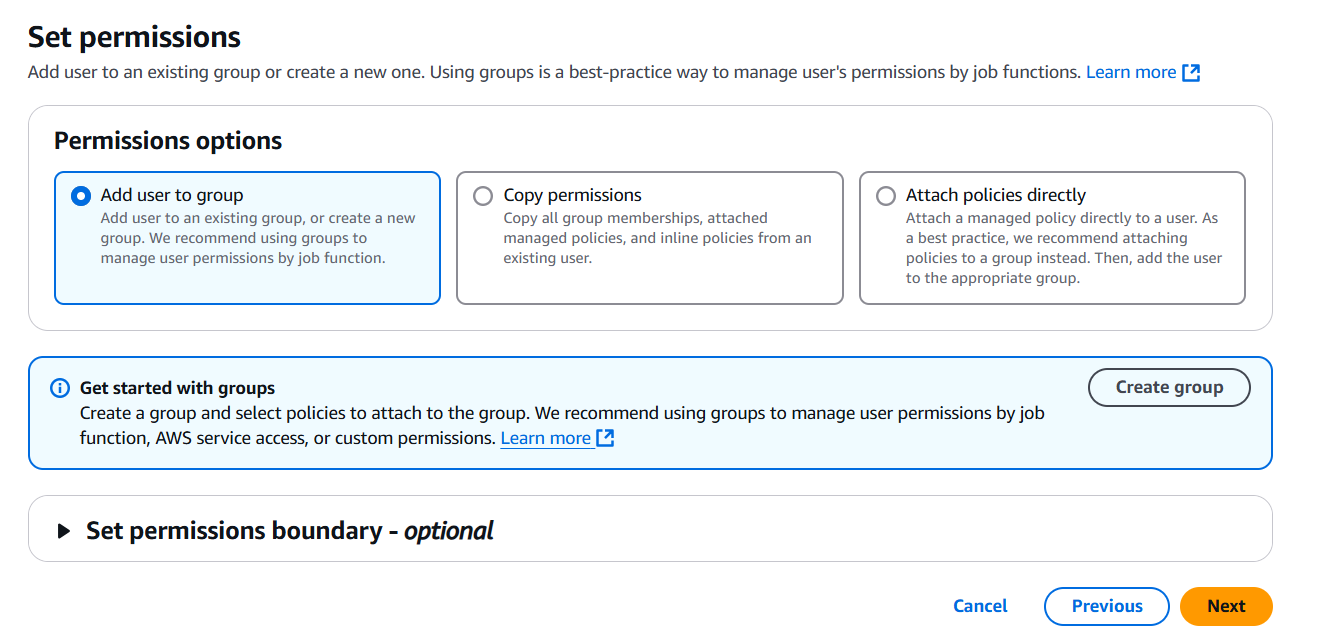 Set permissions
Add user to an existing group or create a new one. Using groups is a best-practice way to manage user's permissions by job functions. Learn more
Permissions options
Add user to group
Add user to an existing group, or create a new
group. We recommend using groups to
manage user permissions by job function.
Copy permissions
Copy all group memberships, attached
managed policies, and inline policies from an
existing user.
Attach policies directly
Attach a managed policy directly to a user. As
a best practice, we recommend attaching
policies to a group instead. Then, add the user
to the appropriate group.
Get started with groups
Create a group and select policies to attach to the group. We recommend using groups to manage user permissions by job
function, AWS service access, or custom permissions. Learn more
Create group
Set permissions boundary - optional
Cancel
Previous
Next